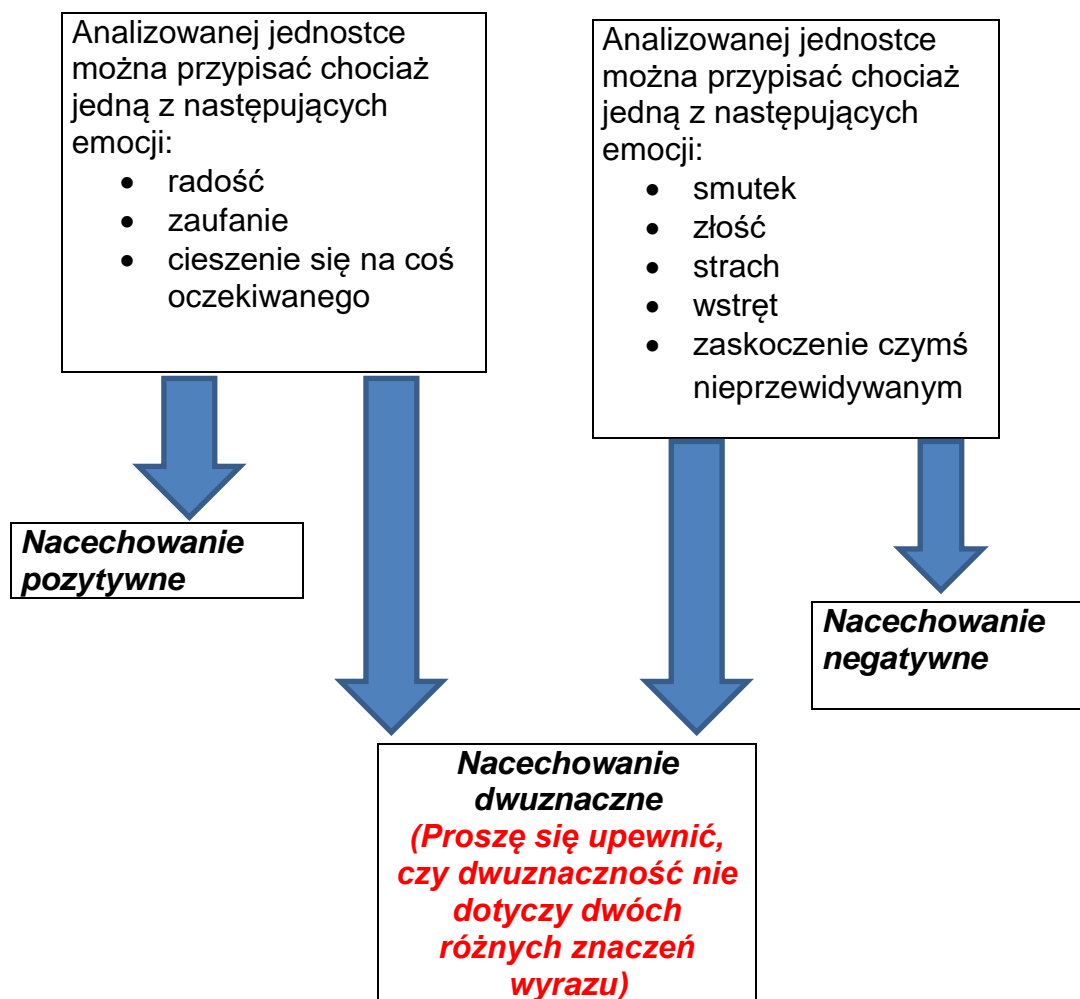 Analizowanej jednostce
można przypisać chociaż
jedną z następujących
emocji:
• radość
• zaufanie
• cieszenie się na coś
oczekiwanego
Analizowanej jednostce
można przypisać chociaż
jedną z następujących
emocji:
• smutek
• złość
• strach
• wstręt
• zaskoczenie czymś
nieprzewidywanym
Nacechowanie
pozytywne
Nacechowanie
negatywne
Nacechowanie
dwuznaczne
(Proszę się upewnić,
czy dwuznaczność nie
dotyczy dwóch
różnych znaczeń
wyrazu)